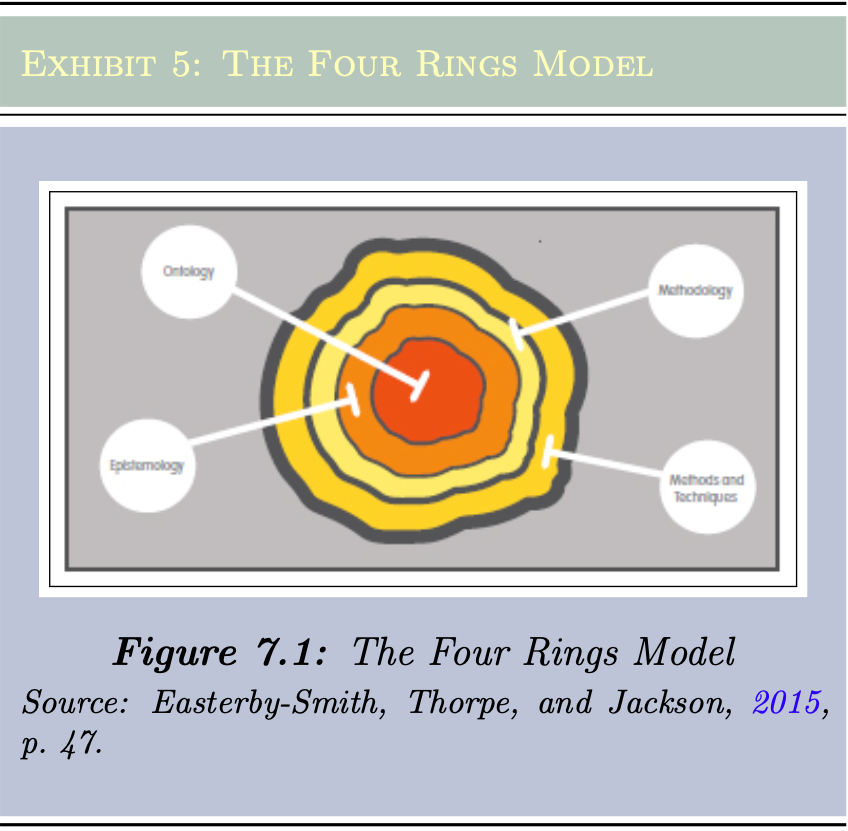 Exhibit 5: The Four Rings Model
Ontology
Methodology
Epistemology
Methods and
Techniques
Figure 7.1: The Four Rings Model
Source: Easterby-Smith, Thorpe, and Jackson, 2015,
p. 47.